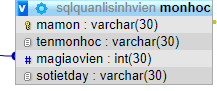 v sqlquanlisinhvien monhoc
mamon : varchar(30)
tenmonhoc : varchar(30)
# magiaovien : int(30)
sotietday : varchar(30)